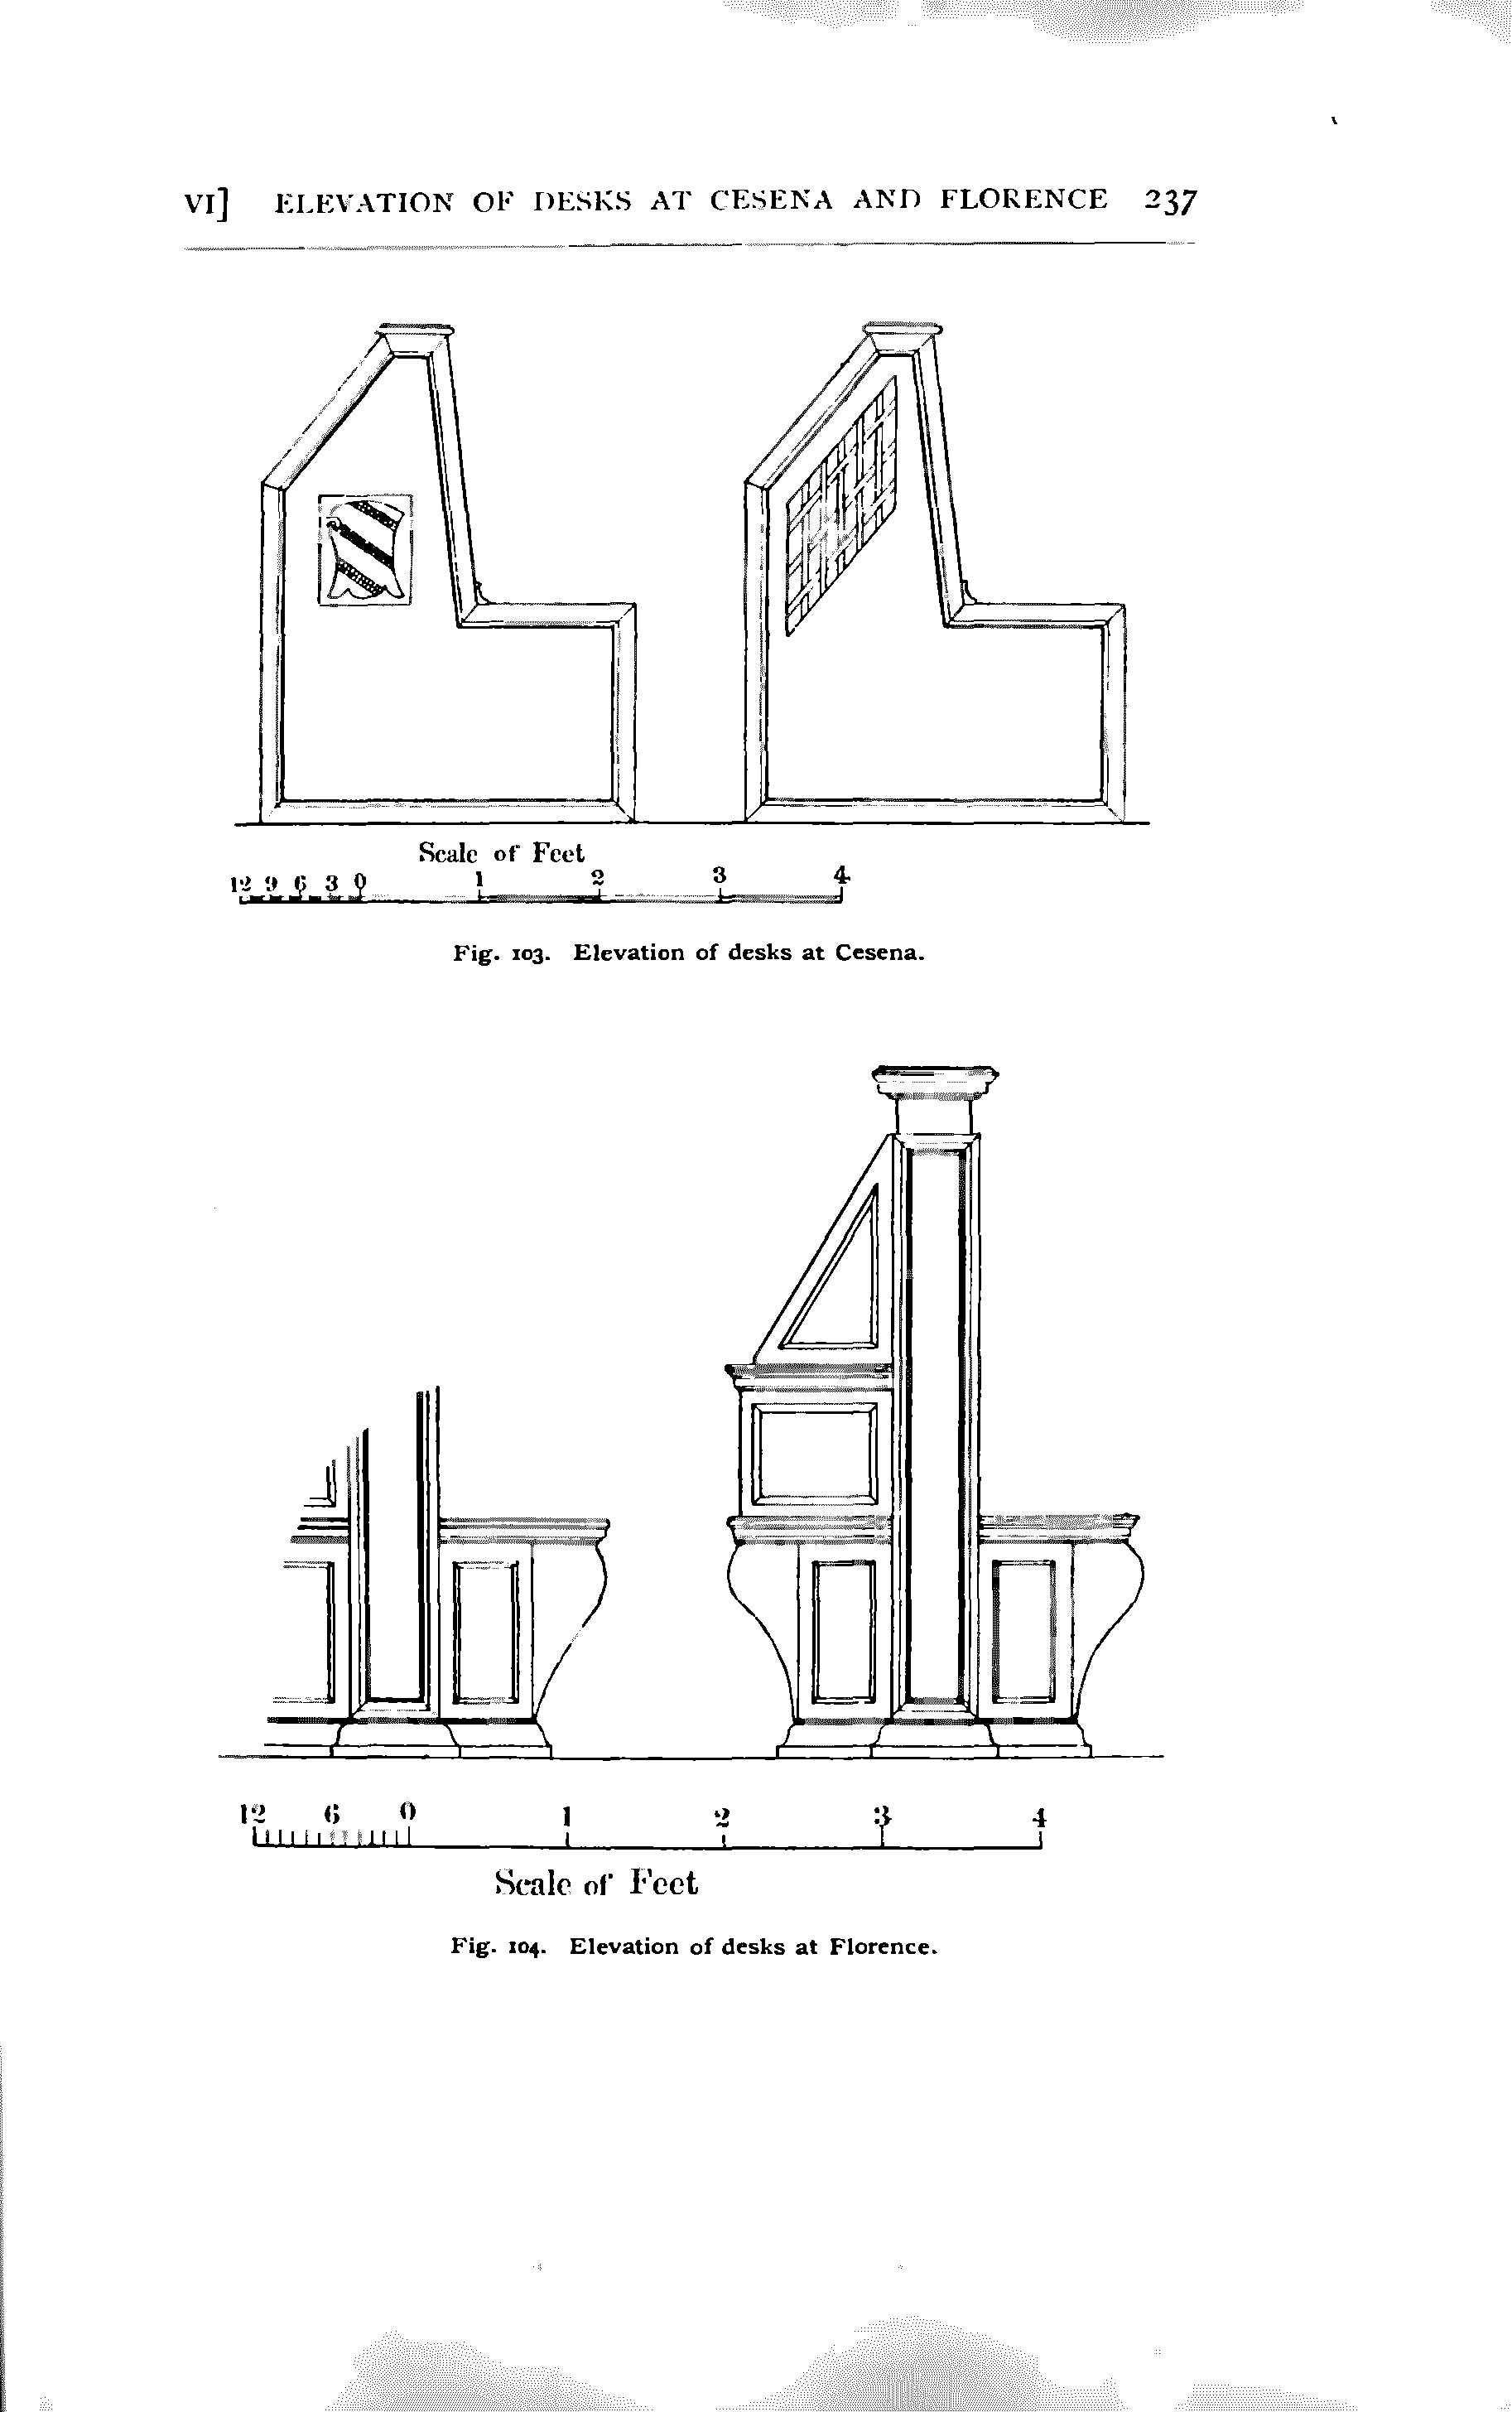 VI] ELEVATION OF DESKS AT CESENA AND FLORENCE 237
Scale of Feet
12 9 6 3 0 1 2 3 4
Fig. 103. Elevation of desks at Cesena.
12 6 0 1 2 3 4
Scale of Feet
Fig. 104. Elevation of desks at Florence.